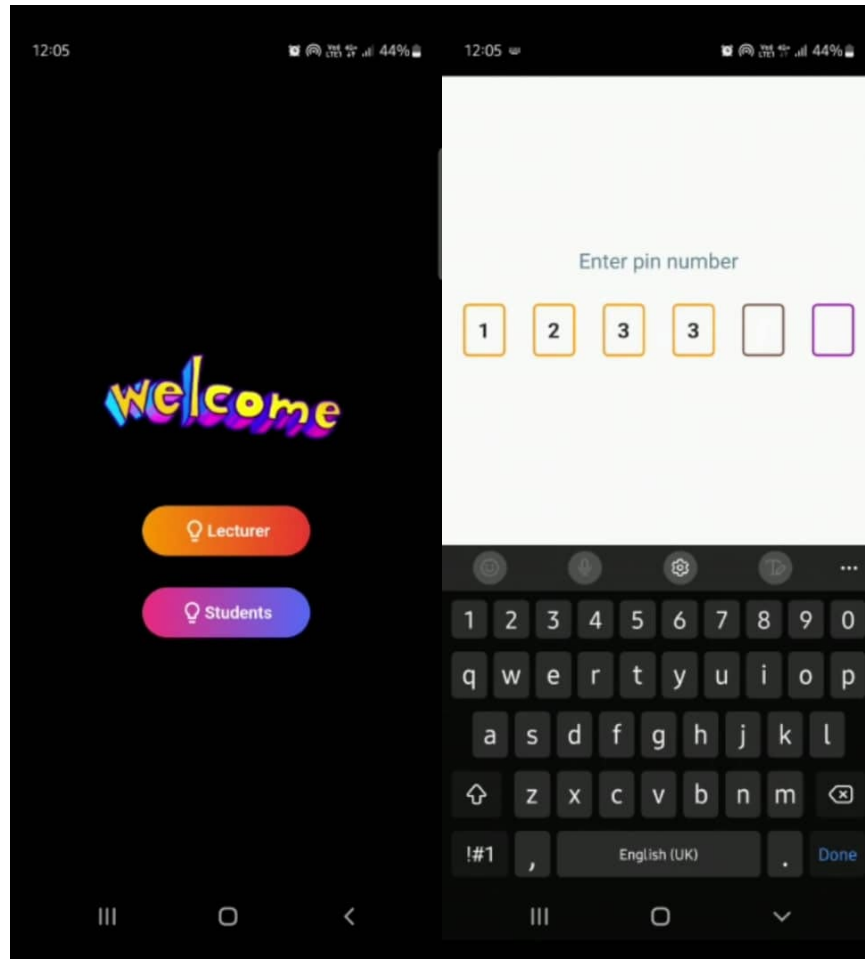 12:05
44%
welcome
Lecturer
Students
12:05
44%
Enter pin number
1 2 3 3
1 2 3 4 5 6 7 8 9 0
q w e r t y u i o p
a s d f g h j k l
z x c v b n m
!#1 , English (UK) . Done